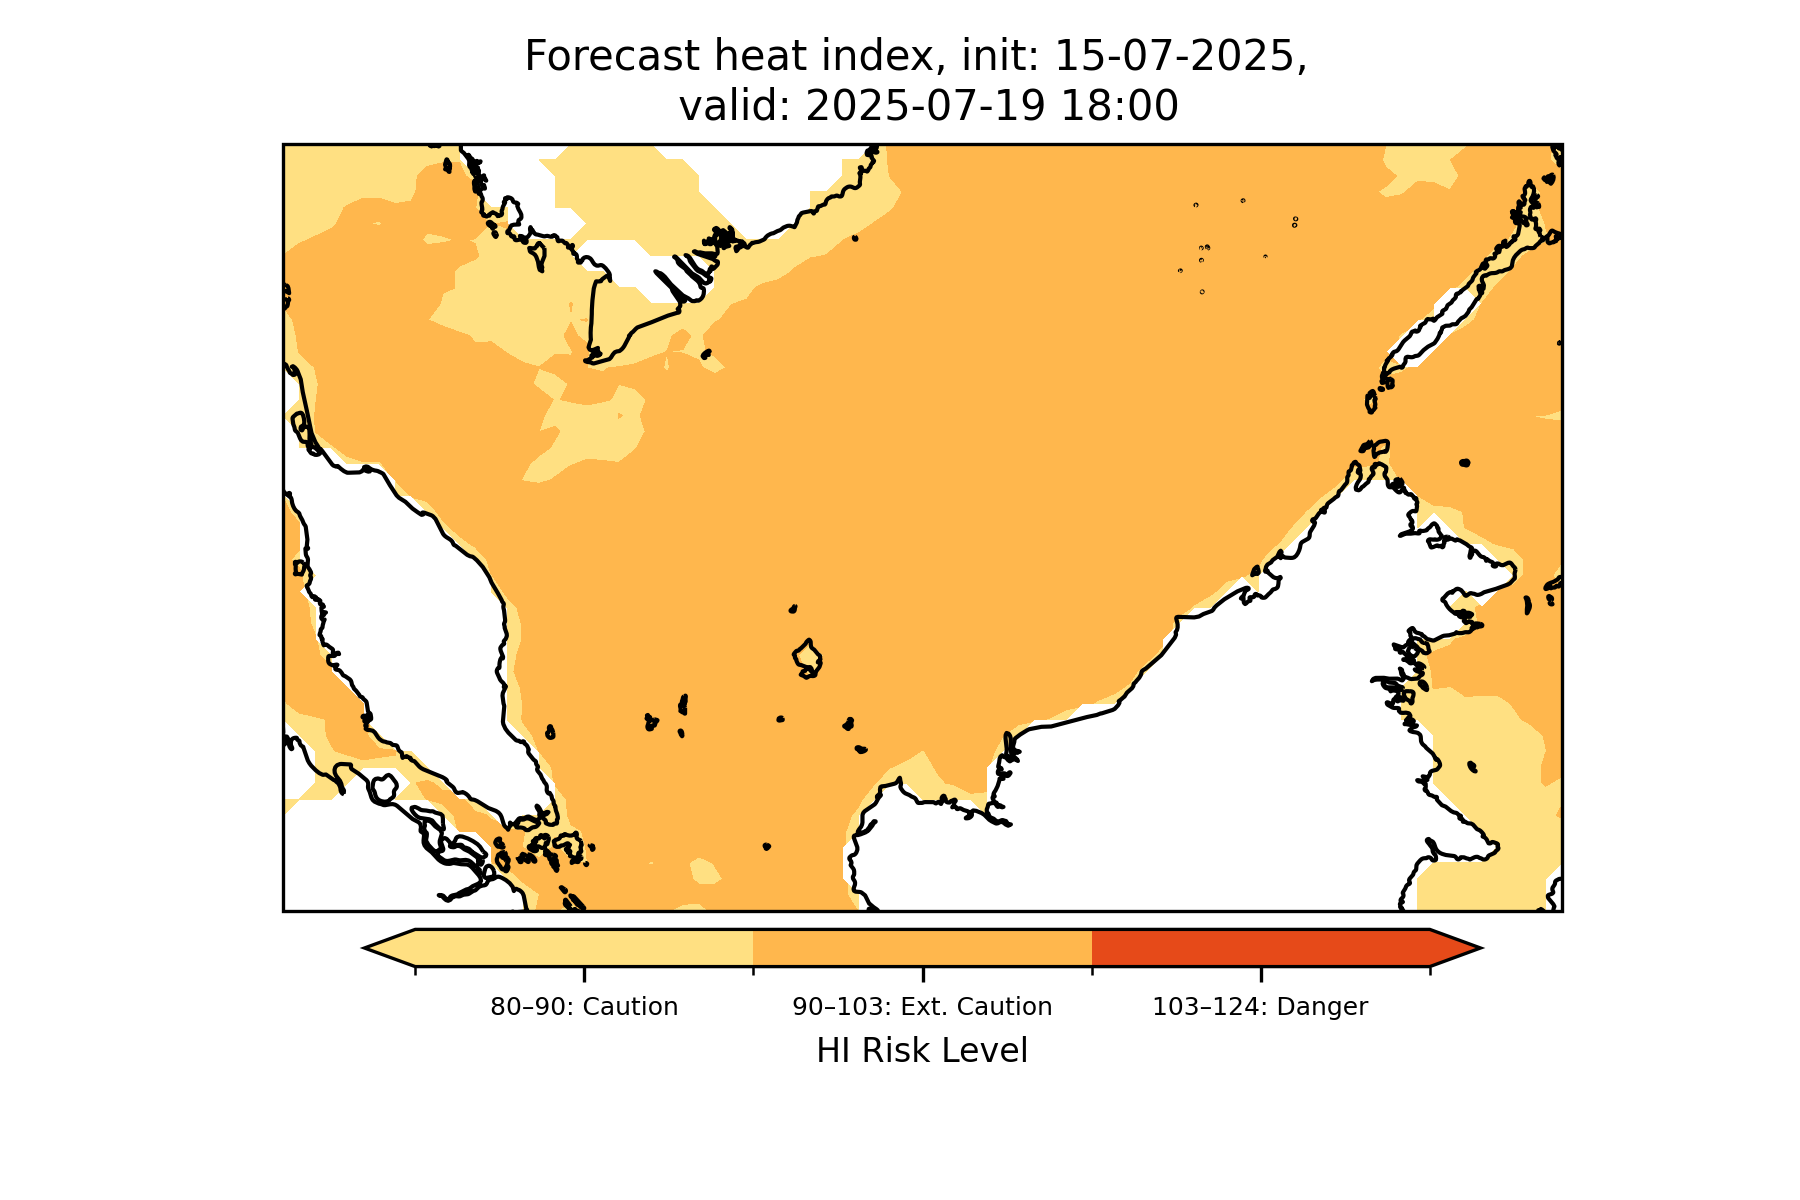 Forecast heat index, init: 15-07-2025,
valid: 2025-07-19 18:00
80–90: Caution
90–103: Ext. Caution
103–124: Danger
HI Risk Level